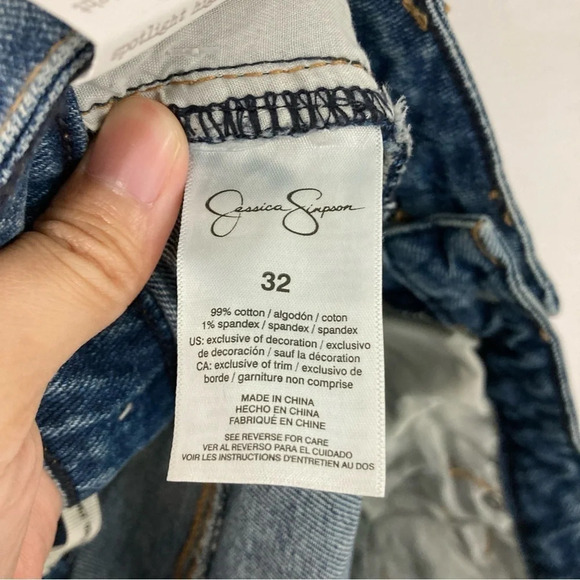 spotlight
Jessica Simpson
32
99% cotton / algodón / coton
1% spandex / spandex / spandex
US: exclusive of decoration / exclusivo
de decoración / sauf la décoration
CA: exclusive of trim / exclusivo de
borde / garniture non comprise
MADE IN CHINA
HECHO EN CHINA
FABRIQUÉ EN CHINE
SEE REVERSE FOR CARE
VER AL REVERSO PARA EL CUIDADO
VOIR LES INSTRUCTIONS D'ENTRETIEN AU DOS